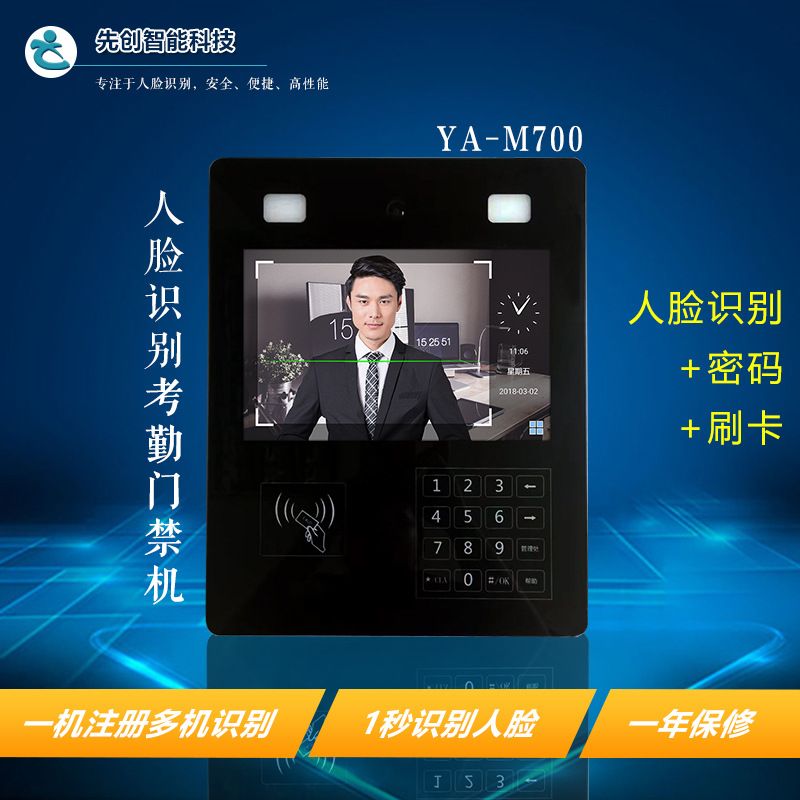 先创智能科技
专注于人脸识别，安全、便捷、高性能
YA-M700
人脸识别考勤门禁机
15
15 25 51
11:06
星期五
2018-03-02
人脸识别
+密码
+刷卡
1 2 3 ←
4 5 6 →
7 8 9 管理处
* CLA 0 #/OK 帮助
一机注册多机识别
1秒识别人脸
一年保修